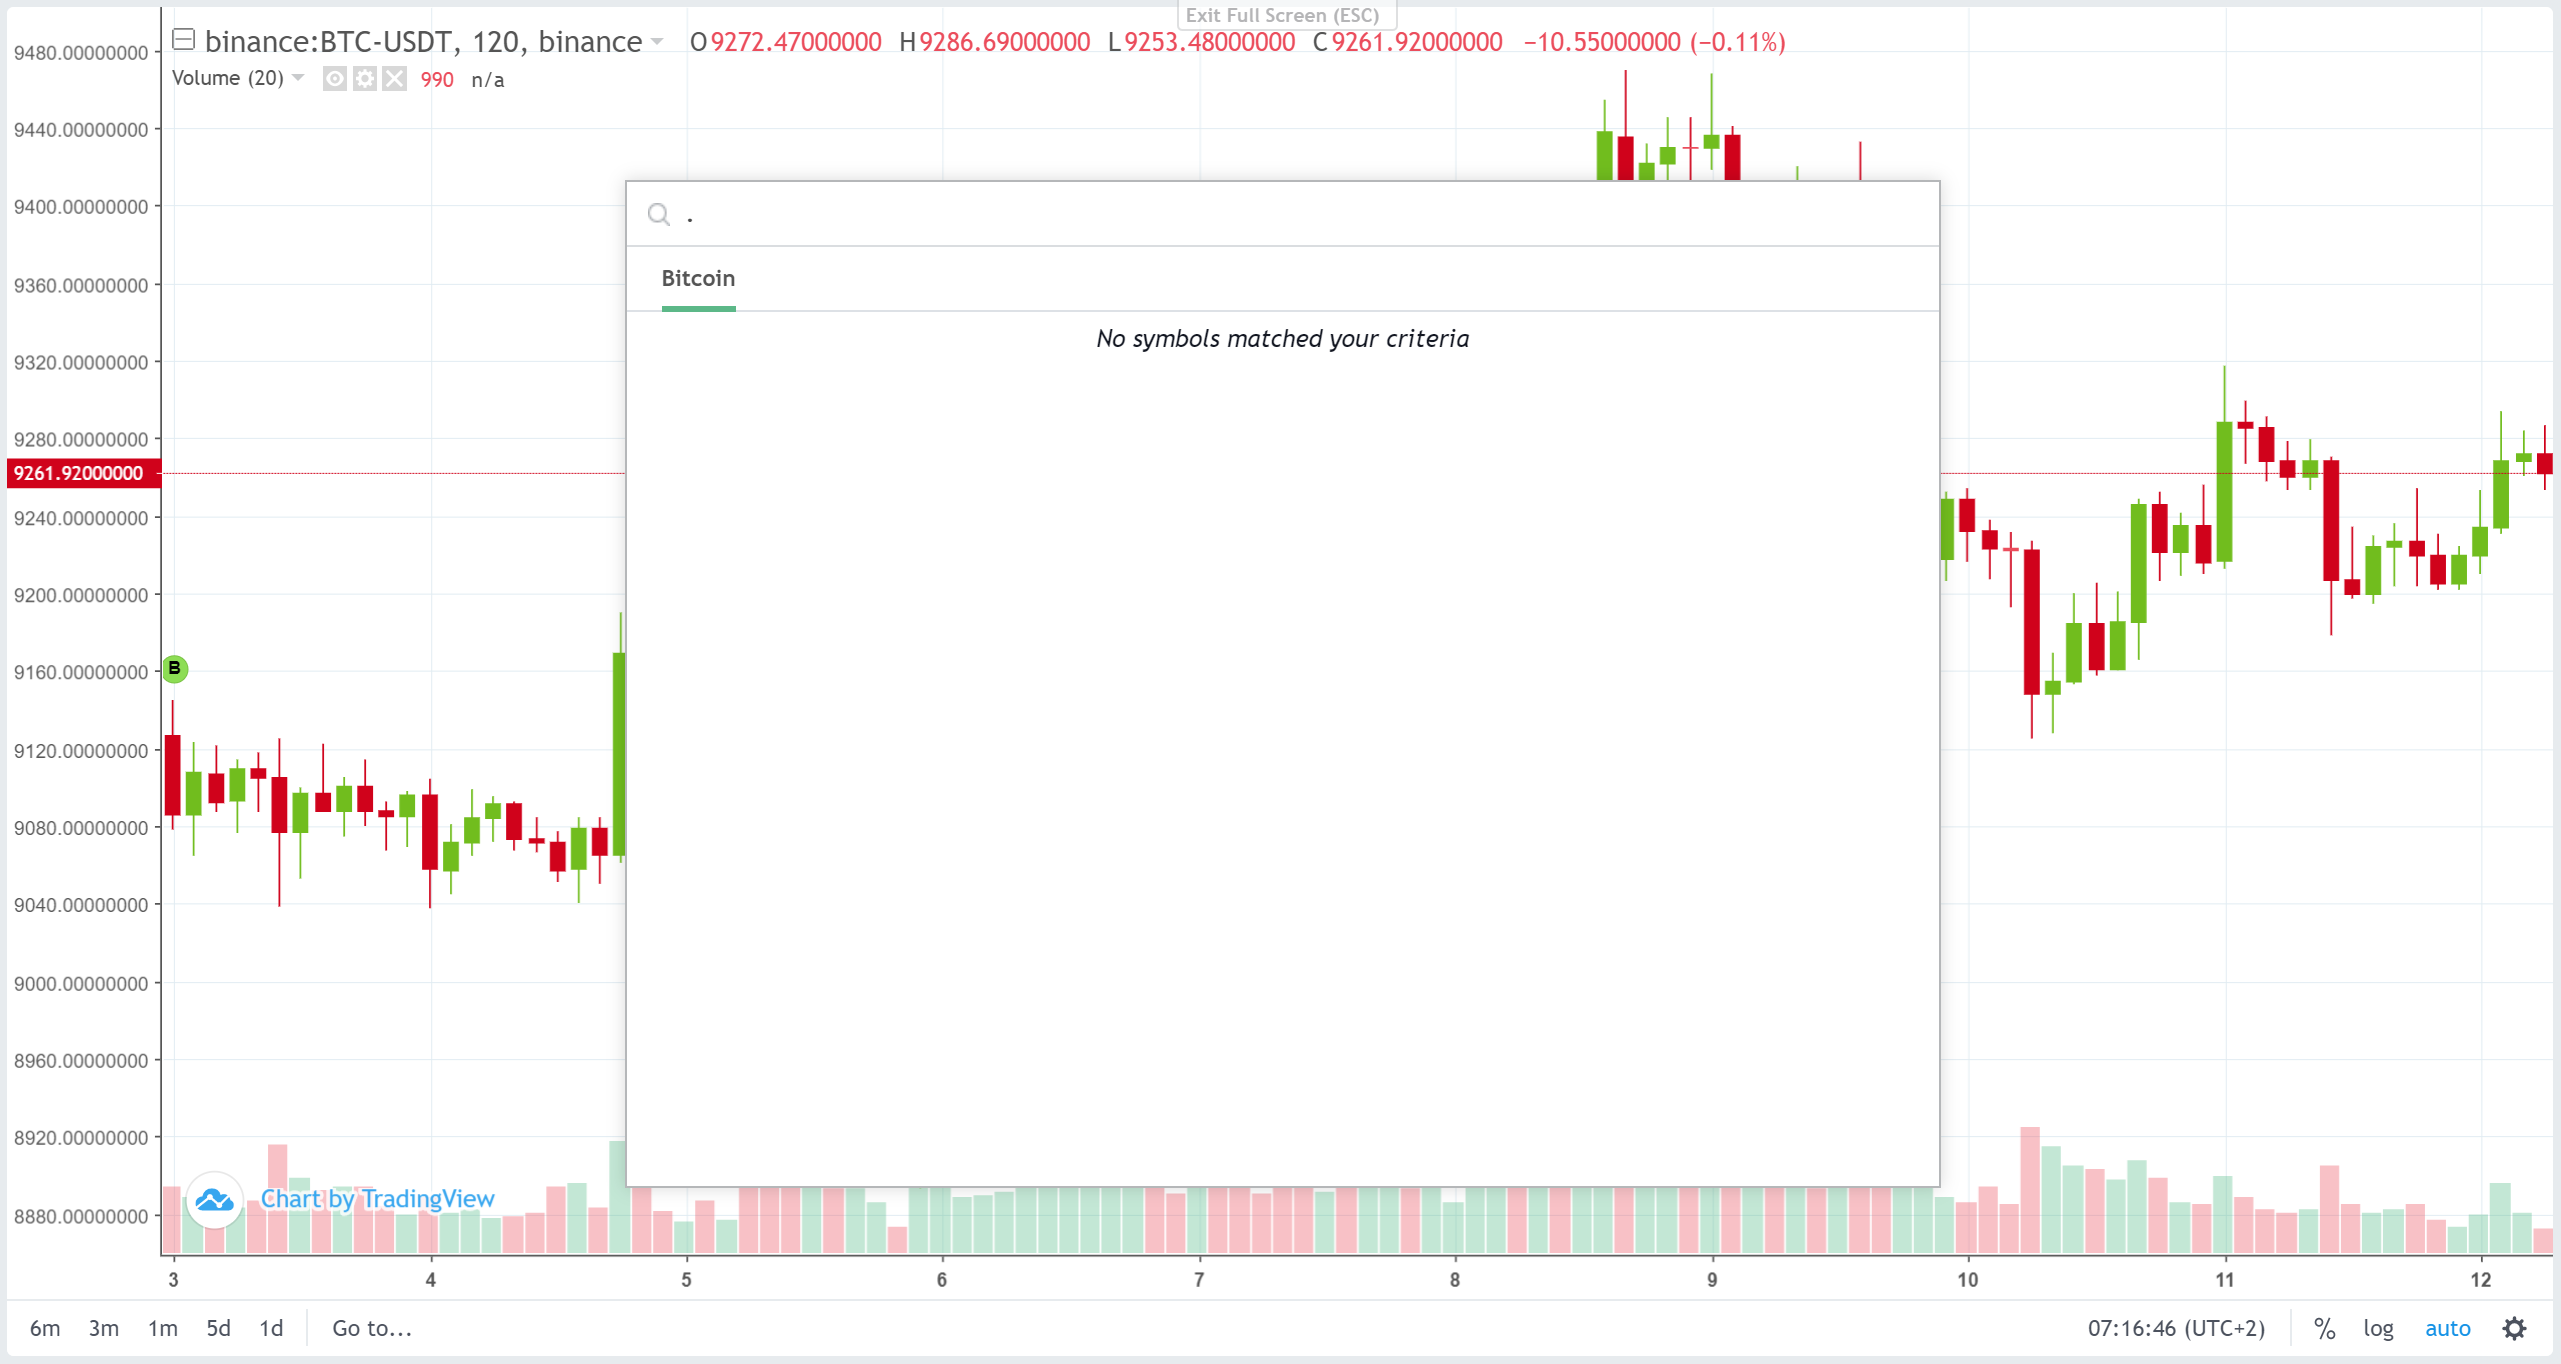 Exit Full Screen (ESC)
binance:BTC-USDT, 120, binance O9272.47000000 H9286.69000000 L9253.48000000 C9261.92000000 −10.55000000 (−0.11%)
Volume (20) 990 n/a
9480.00000000
9440.00000000
9400.00000000
9360.00000000
9320.00000000
9280.00000000
9261.92000000
9240.00000000
9200.00000000
9160.00000000
9120.00000000
9080.00000000
9040.00000000
9000.00000000
8960.00000000
8920.00000000
8880.00000000
B
.
Bitcoin
No symbols matched your criteria
Chart by TradingView
3 4 5 6 7 8 9 10 11 12
6m 3m 1m 5d 1d Go to... 07:16:46 (UTC+2) % log auto